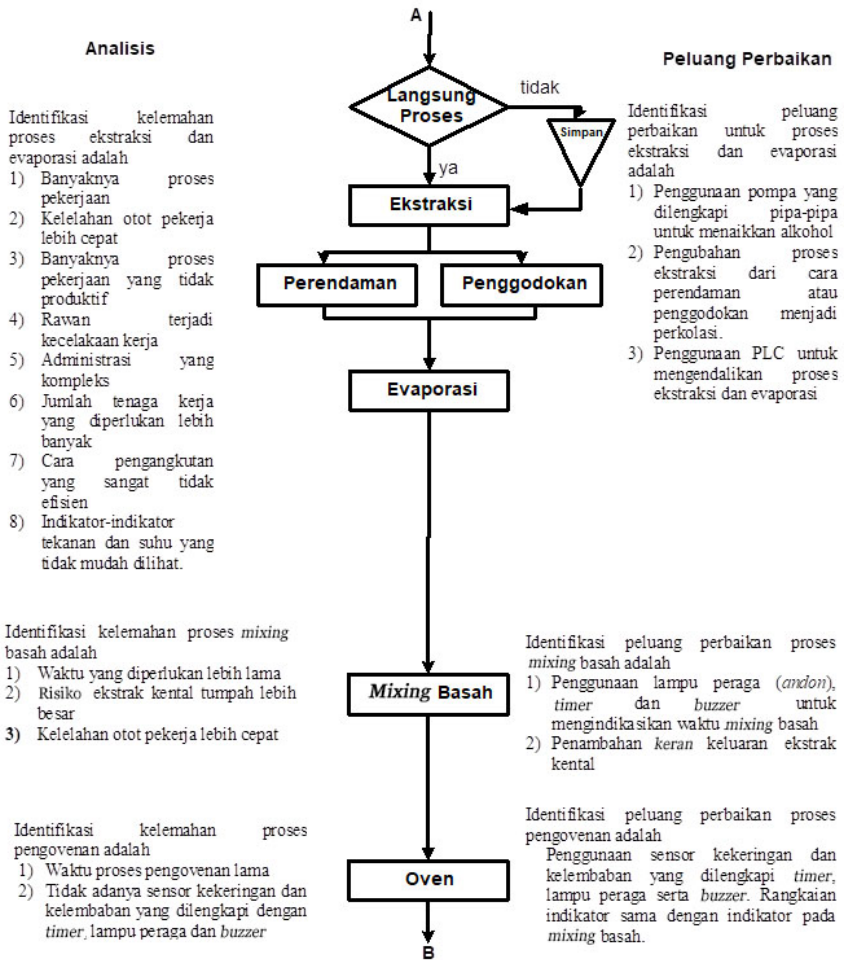 A
Analisis
Peluang Perbaikan
Langsung
Proses
tidak
Simpan
ya
Ekstraksi
Perendaman
Penggodokan
Evaporasi
Identifikasi kelemahan
proses ekstraksi dan
evaporasi adalah
1) Banyaknya proses
pekerjaan
2) Kelelahan otot pekerja
lebih cepat
3) Banyaknya proses
pekerjaan yang tidak
produktif
4) Rawan terjadi
kecelakaan kerja
5) Administrasi yang
kompleks
6) Jumlah tenaga kerja
yang diperlukan lebih
banyak
7) Cara pengangkutan
yang sangat tidak
efisien
8) Indikator-indikator
tekanan dan suhu yang
tidak mudah dilihat.
Identifikasi peluang
perbaikan untuk proses
ekstraksi dan evaporasi
adalah
1) Penggunaan pompa yang
dilengkapi pipa-pipa
untuk menaikkan alkohol
2) Pengubahan proses
ekstraksi dari cara
perendaman atau
penggodokan menjadi
perkolasi.
3) Penggunaan PLC untuk
mengendalikan proses
ekstraksi dan evaporasi
Identifikasi kelemahan proses mixing
basah adalah
1) Waktu yang diperlukan lebih lama
2) Risiko ekstrak kental tumpah lebih
besar
3) Kelelahan otot pekerja lebih cepat
Mixing Basah
Identifikasi peluang perbaikan proses
mixing basah adalah
1) Penggunaan lampu peraga (andon),
timer dan buzzer untuk
mengindikasikan waktu mixing basah
2) Penambahan keran keluaran ekstrak
kental
Identifikasi kelemahan proses
pengovenan adalah
1) Waktu proses pengovenan lama
2) Tidak adanya sensor kekeringan dan
kelembaban yang dilengkapi dengan
timer, lampu peraga dan buzzer
Oven
Identifikasi peluang perbaikan proses
pengovenan adalah
Penggunaan sensor kekeringan dan
kelembaban yang dilengkapi timer,
lampu peraga serta buzzer. Rangkaian
indikator sama dengan indikator pada
mixing basah.
B